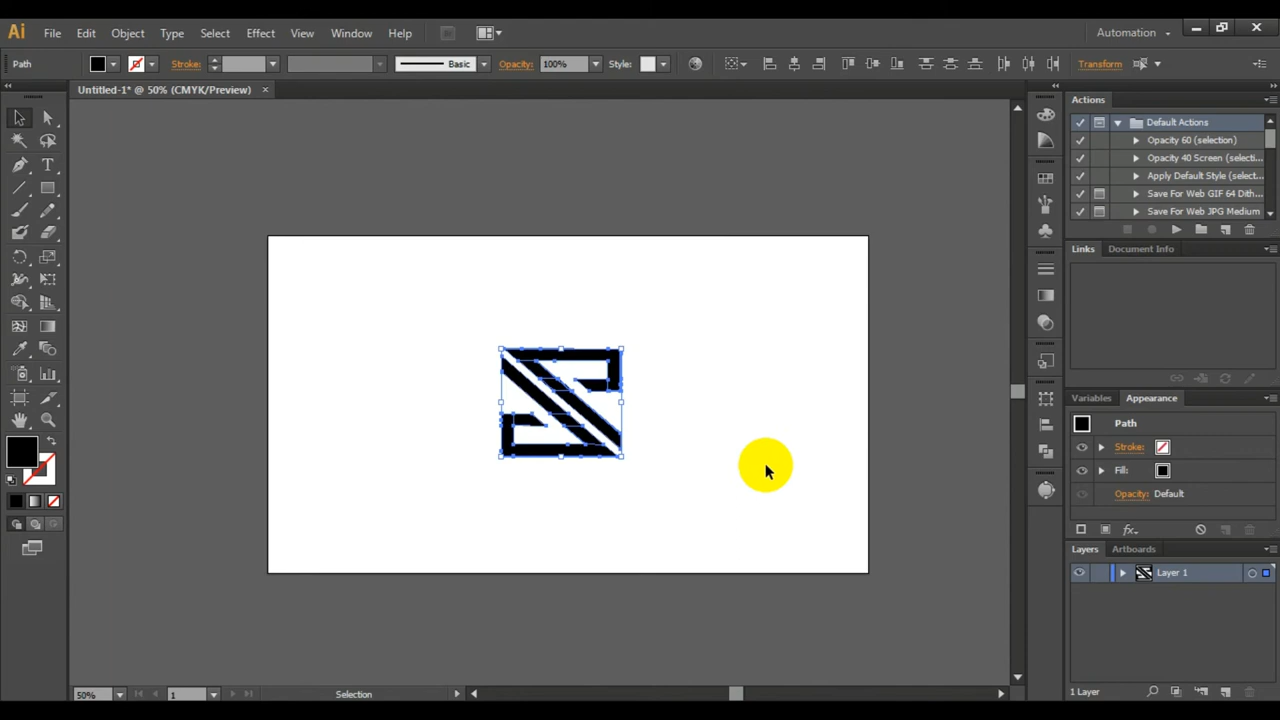 Ai File Edit Object Type Select Effect View Window Help Automation
Path Stroke: Basic Opacity: 100% Style: Transform
Untitled-1* @ 50% (CMYK/Preview)
Actions
Default Actions
Opacity 60 (selection)
Opacity 40 Screen (selecti...
Apply Default Style (select...
Save For Web GIF 64 Dith...
Save For Web JPG Medium
Links Document Info
Variables Appearance
Path
Stroke:
Fill:
Opacity: Default
fx
Layers Artboards
Layer 1
50% 1 Selection 1 Layer